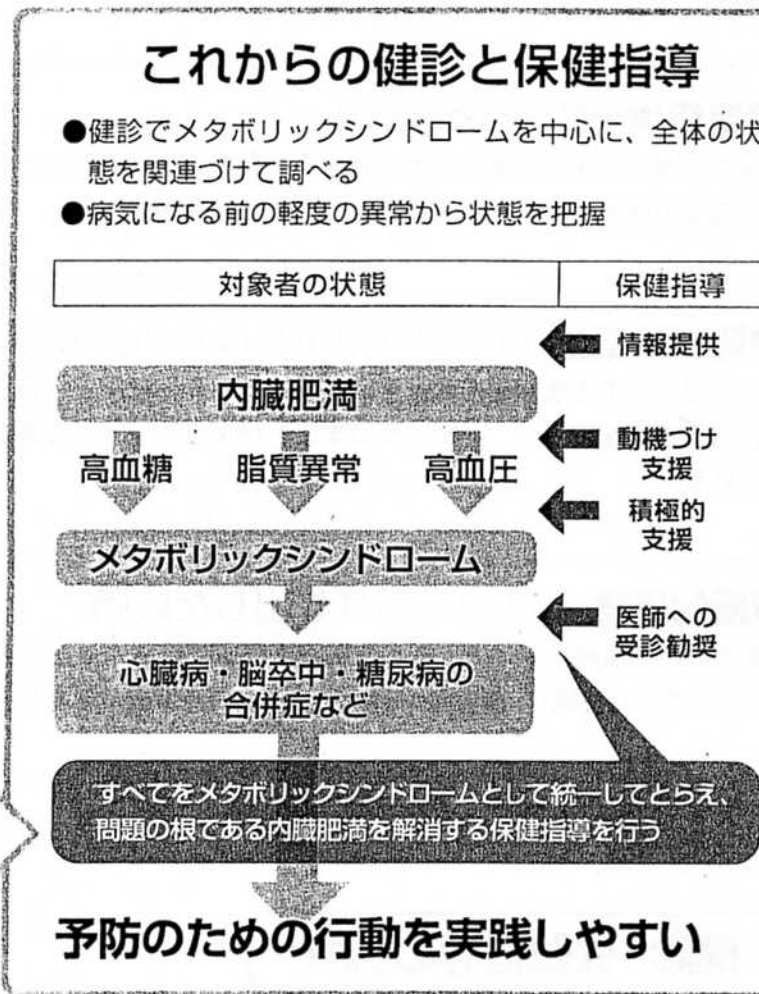 これからの健診と保健指導
●健診でメタボリックシンドロームを中心に、全体の状
態を関連づけて調べる
●病気になる前の軽度の異常から状態を把握
対象者の状態
保健指導
情報提供
内臓肥満
動機づけ
支援
高血糖
脂質異常
高血圧
積極的
支援
メタボリックシンドローム
医師への
受診勧奨
心臓病・脳卒中・糖尿病の
合併症など
すべてをメタボリックシンドロームとして統一してとらえ、
問題の根である内臓肥満を解消する保健指導を行う
予防のための行動を実践しやすい